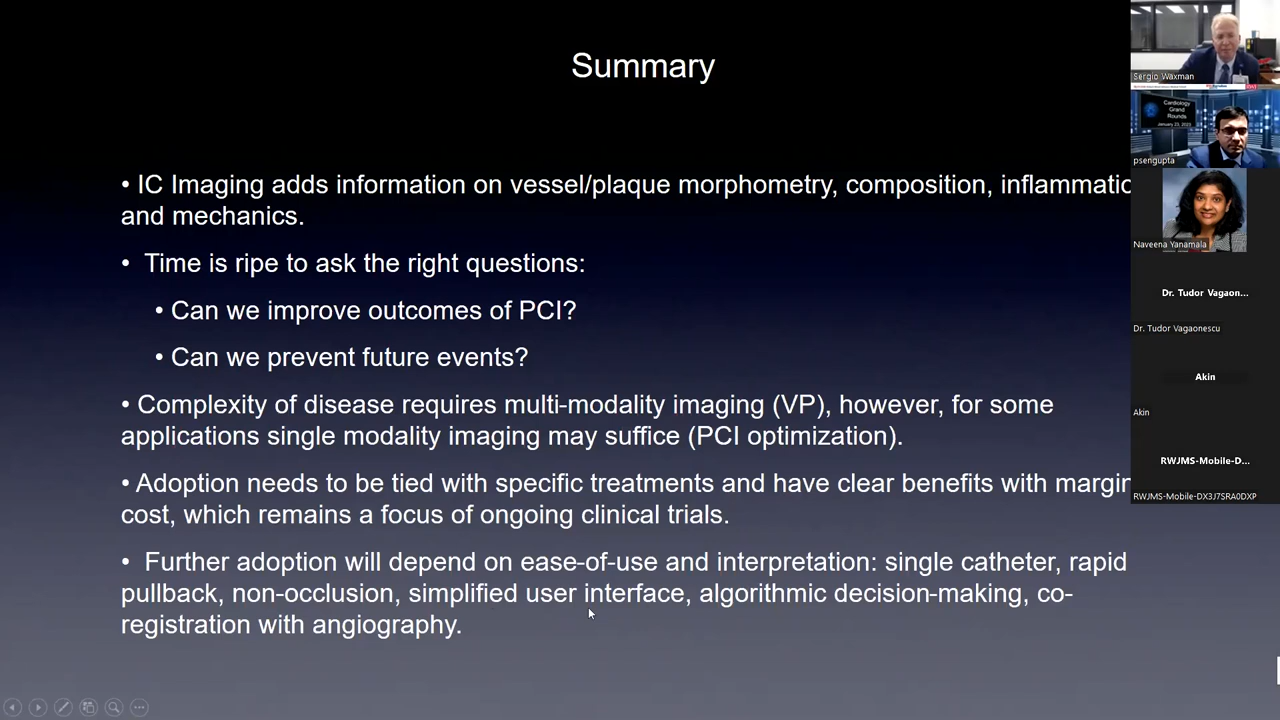 Summary
• IC Imaging adds information on vessel/plaque morphometry, composition,
and mechanics.
• Time is ripe to ask the right questions:
• Can we improve outcomes of PCI?
• Can we prevent future events?
• Complexity of disease requires multi-modality imaging (VP), however, for some
applications single modality imaging may suffice (PCI optimization).
• Adoption needs to be tied with specific treatments and have clear benefits with
cost, which remains a focus of ongoing clinical trials.
• Further adoption will depend on ease-of-use and interpretation: single catheter, rapid
pullback, non-occlusion, simplified user interface, algorithmic decision-making, co-
registration with angiography.
Sergio Waxman
Cardiology
Grand
Rounds
January 23, 2023
psengupta
Naveena Yanamala
Dr. Tudor Vagaon...
Dr. Tudor Vagaonescu
Akin
Akin
RWJMS-Mobile-D...
RWJMS-Mobile-DX3J7SRA0DXP